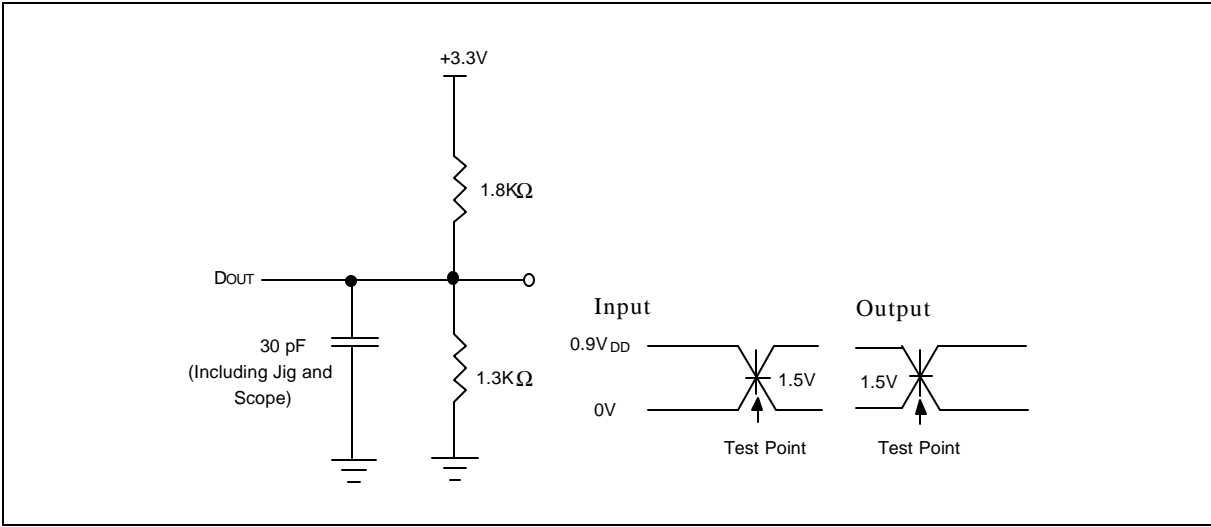 +3.3V
1.8KΩ
DOUT
30 pF
(Including Jig and
Scope)
1.3KΩ
Input
0.9VDD
1.5V
0V
Test Point
Output
1.5V
Test Point